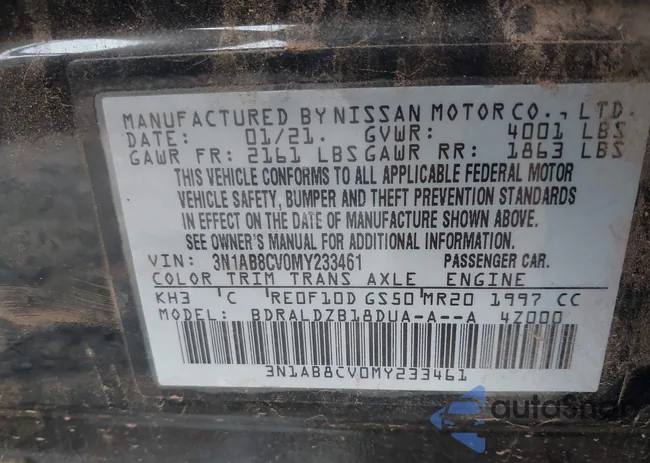 MANUFACTURED BY NISSAN MOTOR CO., LTD.
DATE: 01/21. GVWR: 4001 LBS
GAWR FR: 2161 LBS GAWR RR: 1863 LBS
THIS VEHICLE CONFORMS TO ALL APPLICABLE FEDERAL MOTOR
VEHICLE SAFETY, BUMPER AND THEFT PREVENTION STANDARDS
IN EFFECT ON THE DATE OF MANUFACTURE SHOWN ABOVE.
SEE OWNER'S MANUAL FOR ADDITIONAL INFORMATION.
VIN: 3N1AB8CV0MY233461 PASSENGER CAR.
COLOR TRIM TRANS AXLE ENGINE
KH3 C RE0F10D GS50 MR20 1997 CC
MODEL: BDRALDZB18DUA-A--A 4Z000
3N1AB8CV0MY233461